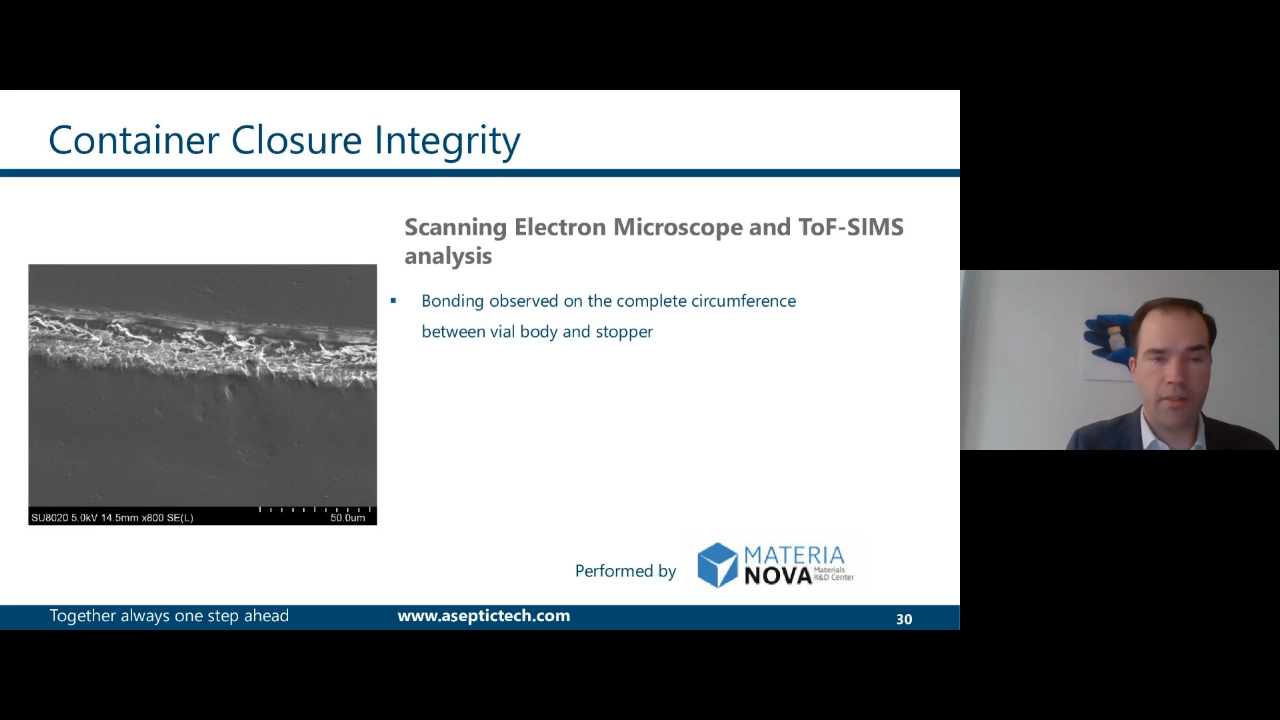 Container Closure Integrity
Scanning Electron Microscope and ToF-SIMS
analysis
▪ Bonding observed on the complete circumference
between vial body and stopper
SU8020 5.0kV 14.5mm x800 SE(L)
50.0um
Performed by
MATERIA
NOVA
Materials
R&D Center
Together always one step ahead
www.aseptictech.com
30